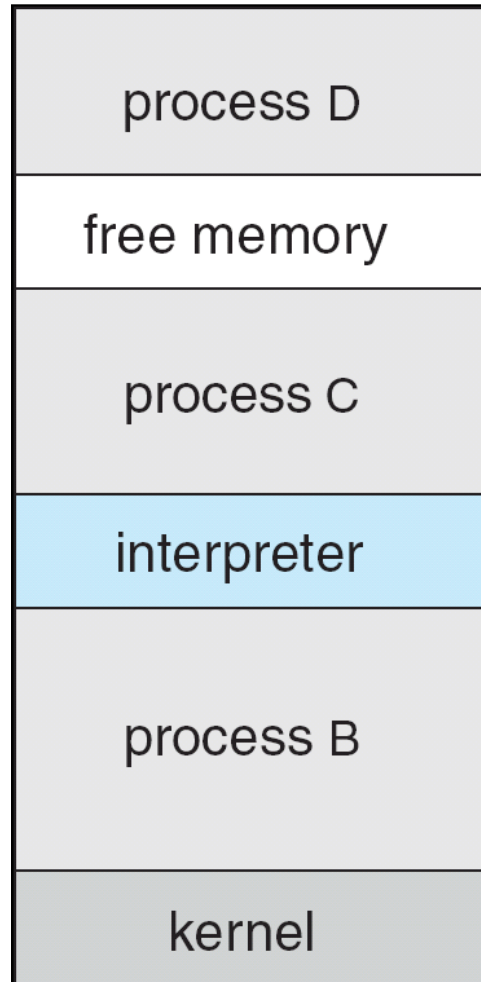 process D
free memory
process C
interpreter
process B
kernel